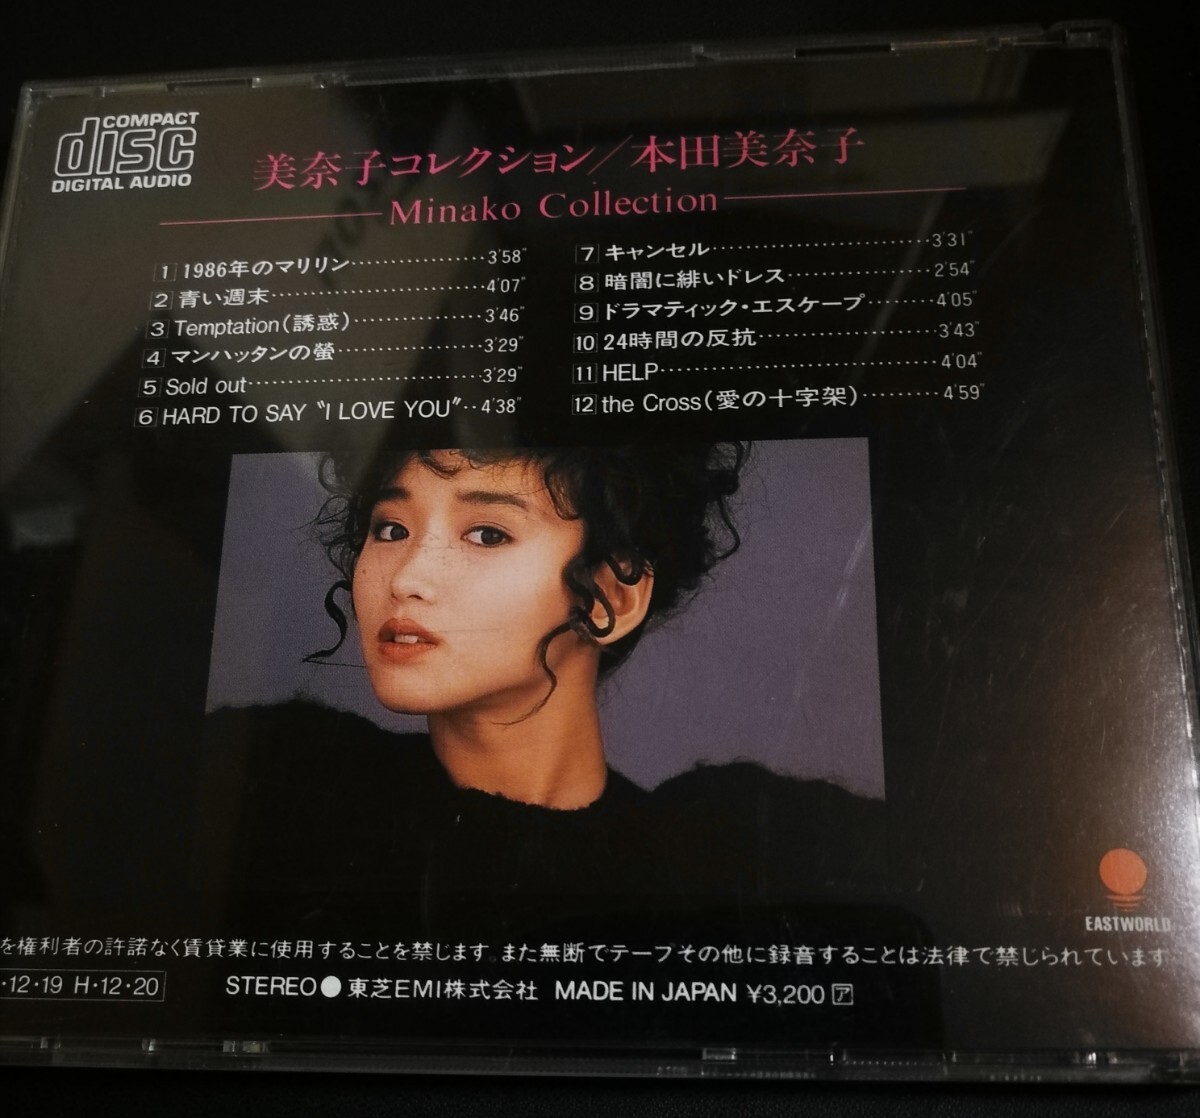 COMPACT
disc
DIGITAL AUDIO
美奈子コレクション／本田美奈子
Minako Collection
1 1986年のマリリン………………3'58"
2 青い週末…………………………4'07"
3 Temptation(誘惑)………………3'46"
4 マンハッタンの蛍………………3'29"
5 Sold out…………………………3'29"
6 HARD TO SAY "I LOVE YOU"‥4'38"
7 キャンセル………………………3'31"
8 暗闇に緋いドレス………………2'54"
9 ドラマティック・エスケープ………4'05"
10 24時間の反抗……………………3'43"
11 HELP………………………………4'04"
12 the Cross(愛の十字架)…………4'59"
EASTWORLD
を権利者の許諾なく賃貸業に使用することを禁じます。また無断でテープその他に録音することは法律で禁じられています。
・12・19 H・12・20
STEREO● 東芝EMI株式会社 MADE IN JAPAN ¥3,200 ア